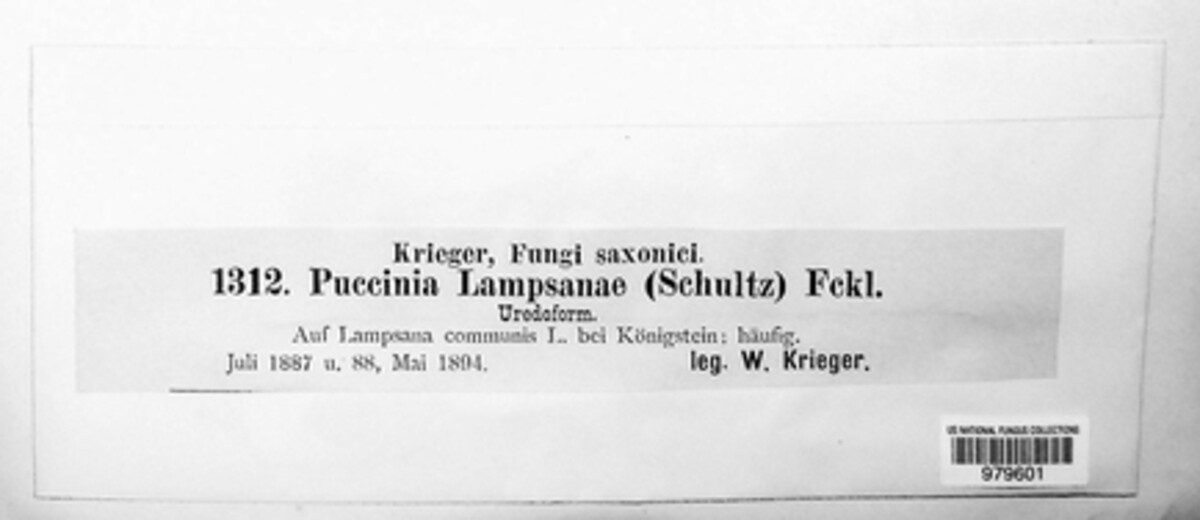 Krieger, Fungi saxonici.
1312. Puccinia Lampsanae (Schultz) Fckl.
Uredoform.
Auf Lampsana communis L. bei Königstein; häufig.
Juli 1887 u. 88, Mai 1894. leg. W. Krieger.
US NATIONAL FUNGUS COLLECTIONS
979601